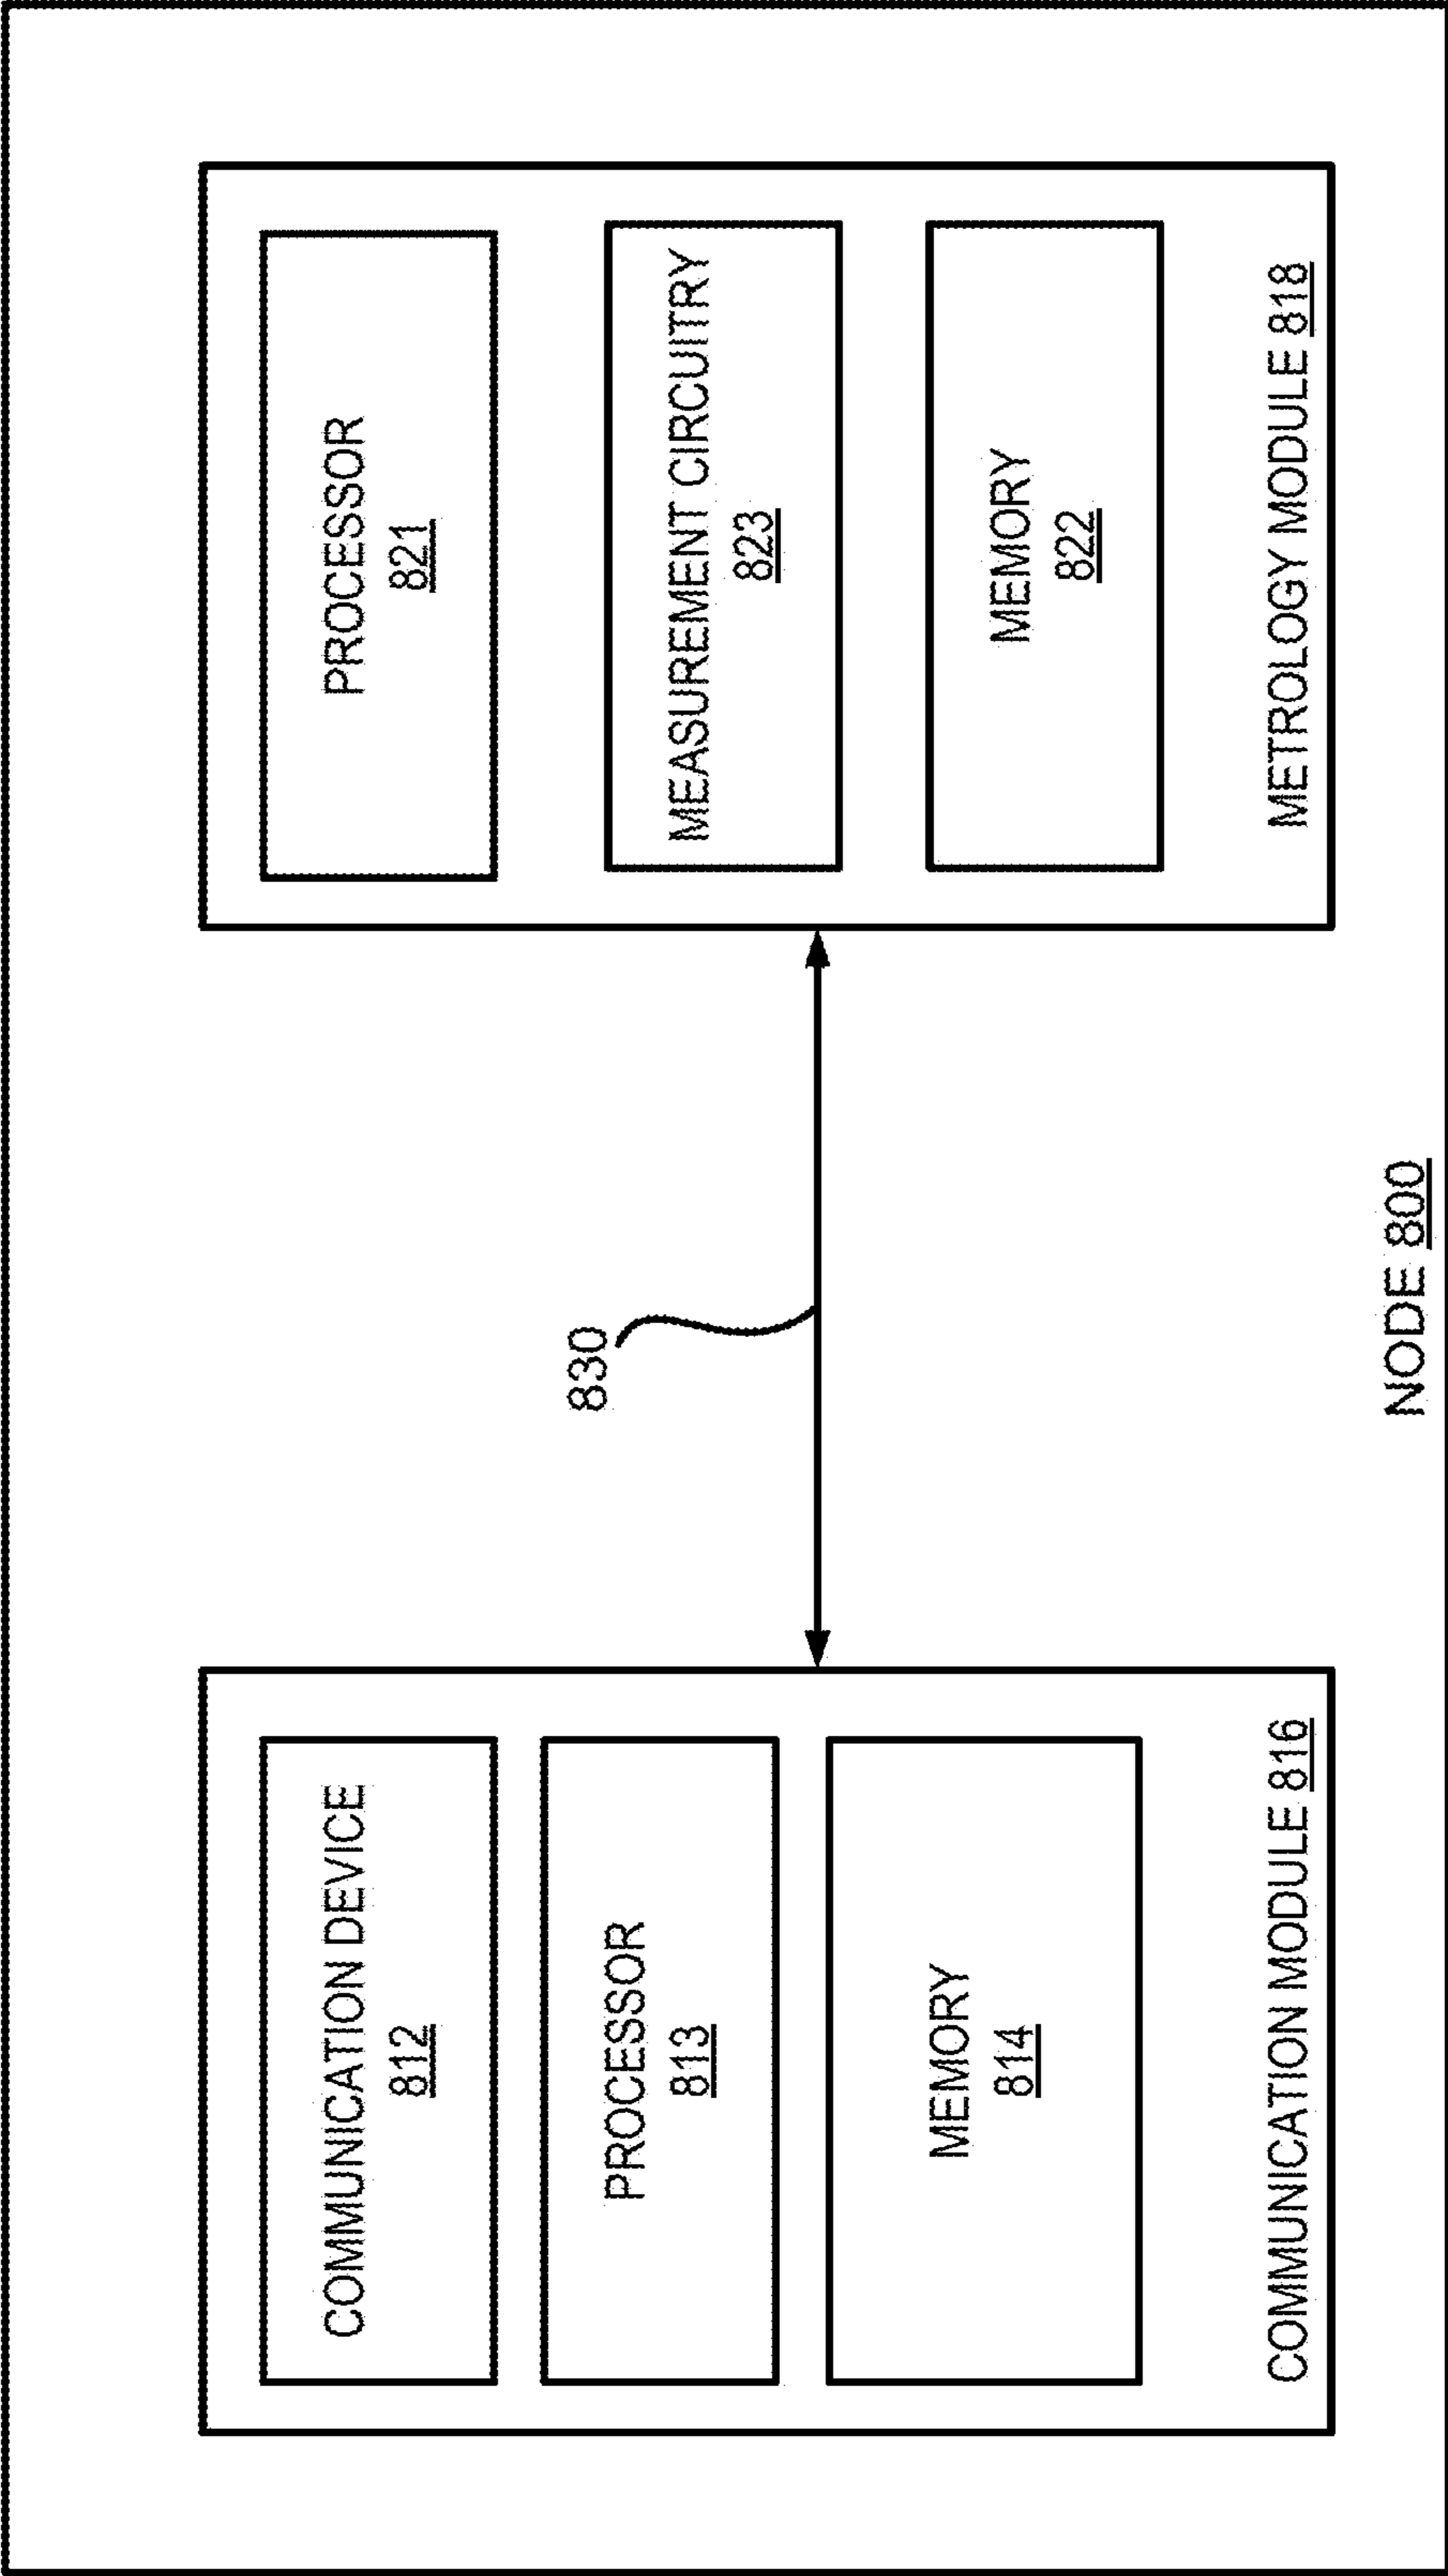 COMMUNICATION DEVICE
812
PROCESSOR
813
MEMORY
814
COMMUNICATION MODULE 816
830
PROCESSOR
821
MEASUREMENT CIRCUITRY
823
MEMORY
822
METROLOGY MODULE 818
NODE 800